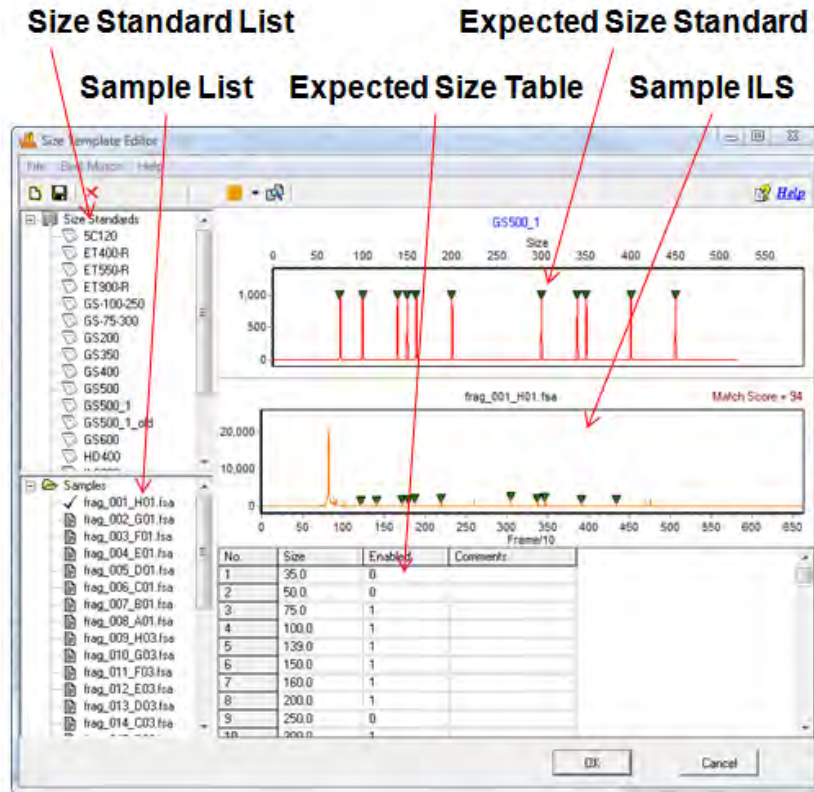 Size Standard List
Expected Size Standard
Sample List
Expected Size Table
Sample ILS
Size Template Editor
File Best Match Help
Help
Size Standards
SC120
ET400-R
ET550-R
ET900-R
GS-100-250
GS-75-300
GS200
GS350
GS400
GS500
GS500_1
GS500_1_old
GS600
HD400
GS500_1
Size
0 50 100 150 200 250 300 350 400 450 500 550
1,000
500
0
frag_001_H01.fsa
Match Score = 94
20,000
10,000
0
0 50 100 150 200 250 300 350 400 450 500 550 600 650
Frame/10
Samples
frag_001_H01.fsa
frag_002_G01.fsa
frag_003_F01.fsa
frag_004_E01.fsa
frag_005_D01.fsa
frag_006_C01.fsa
frag_007_B01.fsa
frag_008_A01.fsa
frag_009_H03.fsa
frag_010_G03.fsa
frag_011_F03.fsa
frag_012_E03.fsa
frag_013_D03.fsa
frag_014_C03.fsa
No. Size Enabled Comments
1 35.0 0
2 50.0 0
3 75.0 1
4 100.0 1
5 139.0 1
6 150.0 1
7 160.0 1
8 200.0 1
9 250.0 0
10 300.0 1
OK Cancel